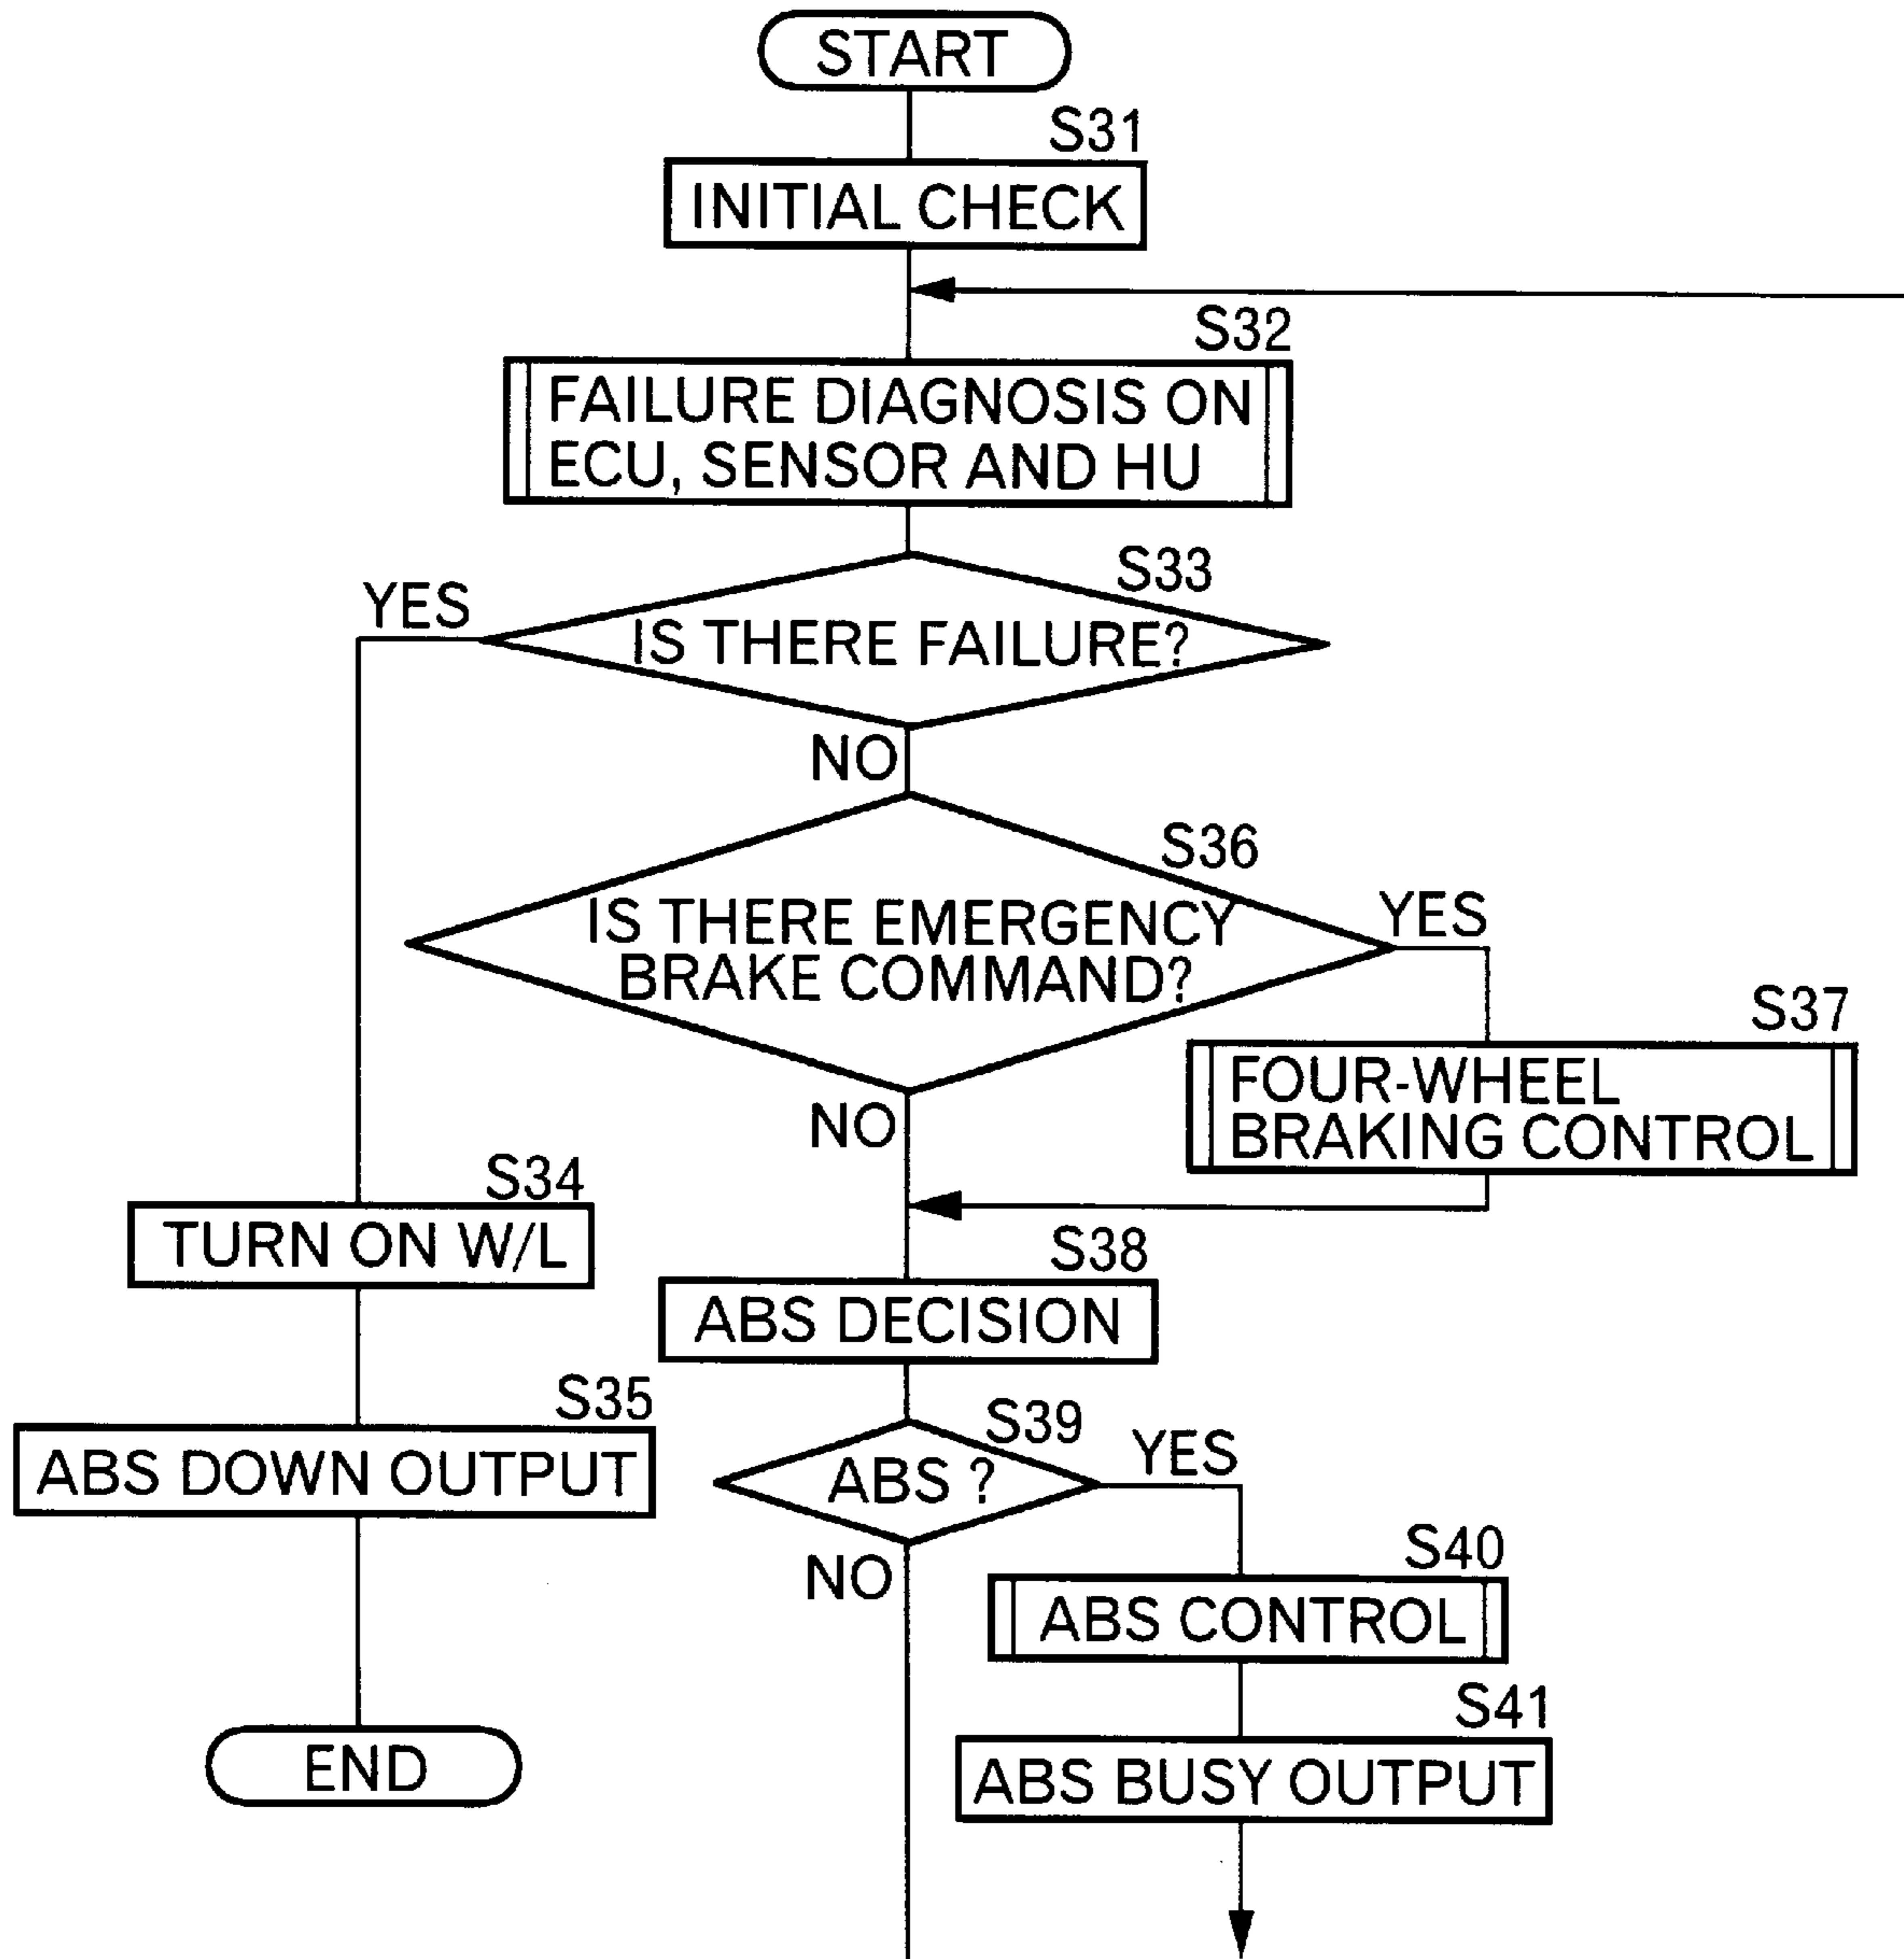 START
S31
INITIAL CHECK
S32
FAILURE DIAGNOSIS ON
ECU, SENSOR AND HU
S33
YES
IS THERE FAILURE?
NO
S36
IS THERE EMERGENCY
BRAKE COMMAND?
YES
S37
FOUR-WHEEL
BRAKING CONTROL
NO
S34
TURN ON W/L
S38
ABS DECISION
S35
ABS DOWN OUTPUT
S39
ABS ?
YES
NO
S40
ABS CONTROL
S41
ABS BUSY OUTPUT
END